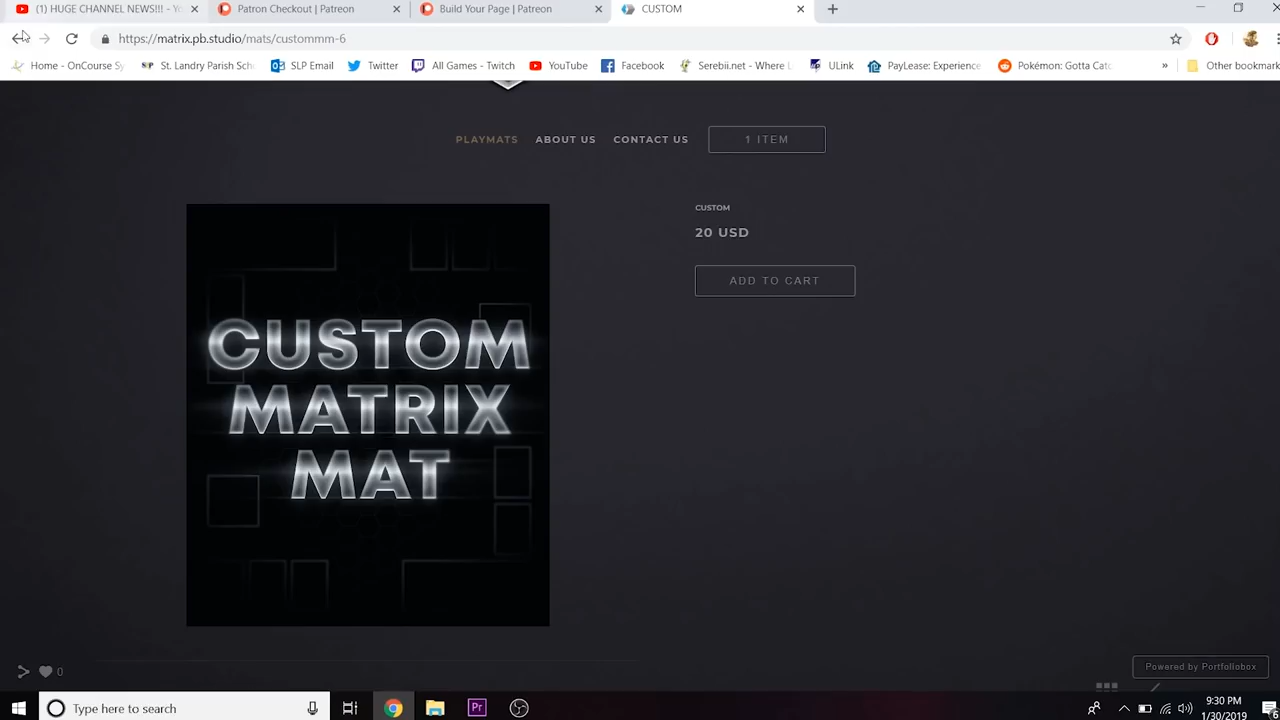 (1) HUGE CHANNEL NEWS!!! - Yo
Patron Checkout | Patreon
Build Your Page | Patreon
CUSTOM
https://matrix.pb.studio/mats/custommm-6
Home - OnCourse Sy
St. Landry Parish Scho
SLP Email
Twitter
All Games - Twitch
YouTube
Facebook
Serebii.net - Where L
ULink
PayLease: Experience
Pokémon: Gotta Catc
»
Other bookmark
PLAYMATS
ABOUT US
CONTACT US
1 ITEM
CUSTOM
20 USD
ADD TO CART
CUSTOM
MATRIX
MAT
0
Powered by Portfoliobox
Type here to search
Pr
9:30 PM
1/30/2019